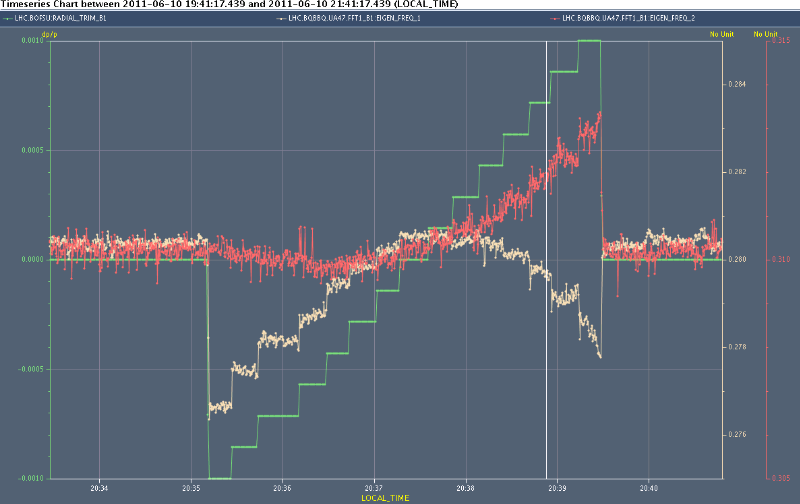 Timeseries Chart between 2011-06-10 19:41:17.439 and 2011-06-10 21:41:17.439 (LOCAL_TIME)
LHC.BOFSU:RADIAL_TRIM_B1 LHC.BQBBQ.UA47.FFT1_B1:EIGEN_FREQ_1 LHC.BQBBQ.UA47.FFT1_B1:EIGEN_FREQ_2
dp/p No Unit No Unit
0.0010 0.315
0.284
0.0005
0.282
0.0000 0.280 0.310
0.278
-0.0005
0.276
-0.0010 0.305
20:34 20:35 20:36 20:37 20:38 20:39 20:40
LOCAL_TIME